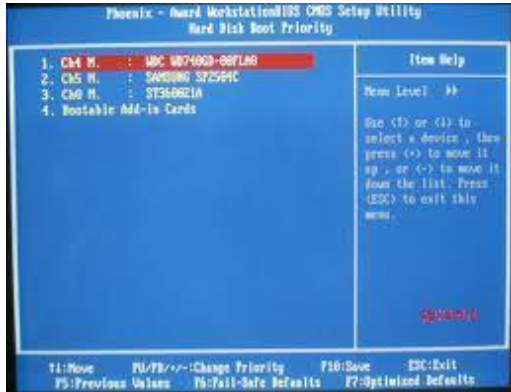 Phoenix - Award WorkstationBIOS CMOS Setup Utility
Hard Disk Boot Priority
1. Ch4 M. : WDC WD740GD-00FLA0
2. Ch5 M. : SAMSUNG SP2504C
3. Ch0 M. : ST360021A
4. Bootable Add-in Cards
Item Help
Menu Level
Use <↑> or <↓> to
select a device , then
press <+> to move it
up , or <-> to move it
down the list. Press
<ESC> to exit this
menu.
↑↓:Move PU/PD/+/-:Change Priority F10:Save ESC:Exit
F5:Previous Values F6:Fail-Safe Defaults F7:Optimized Defaults